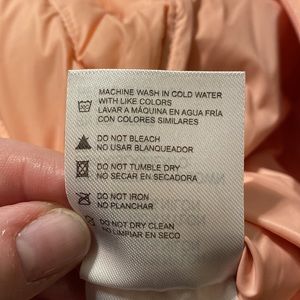 MACHINE WASH IN COLD WATER
WITH LIKE COLORS
LAVAR A MÁQUINA EN AGUA FRÍA
CON COLORES SIMILARES
DO NOT BLEACH
NO USAR BLANQUEADOR
DO NOT TUMBLE DRY
NO SECAR EN SECADORA
DO NOT IRON
NO PLANCHAR
DO NOT DRY CLEAN
NO LIMPIAR EN SECO